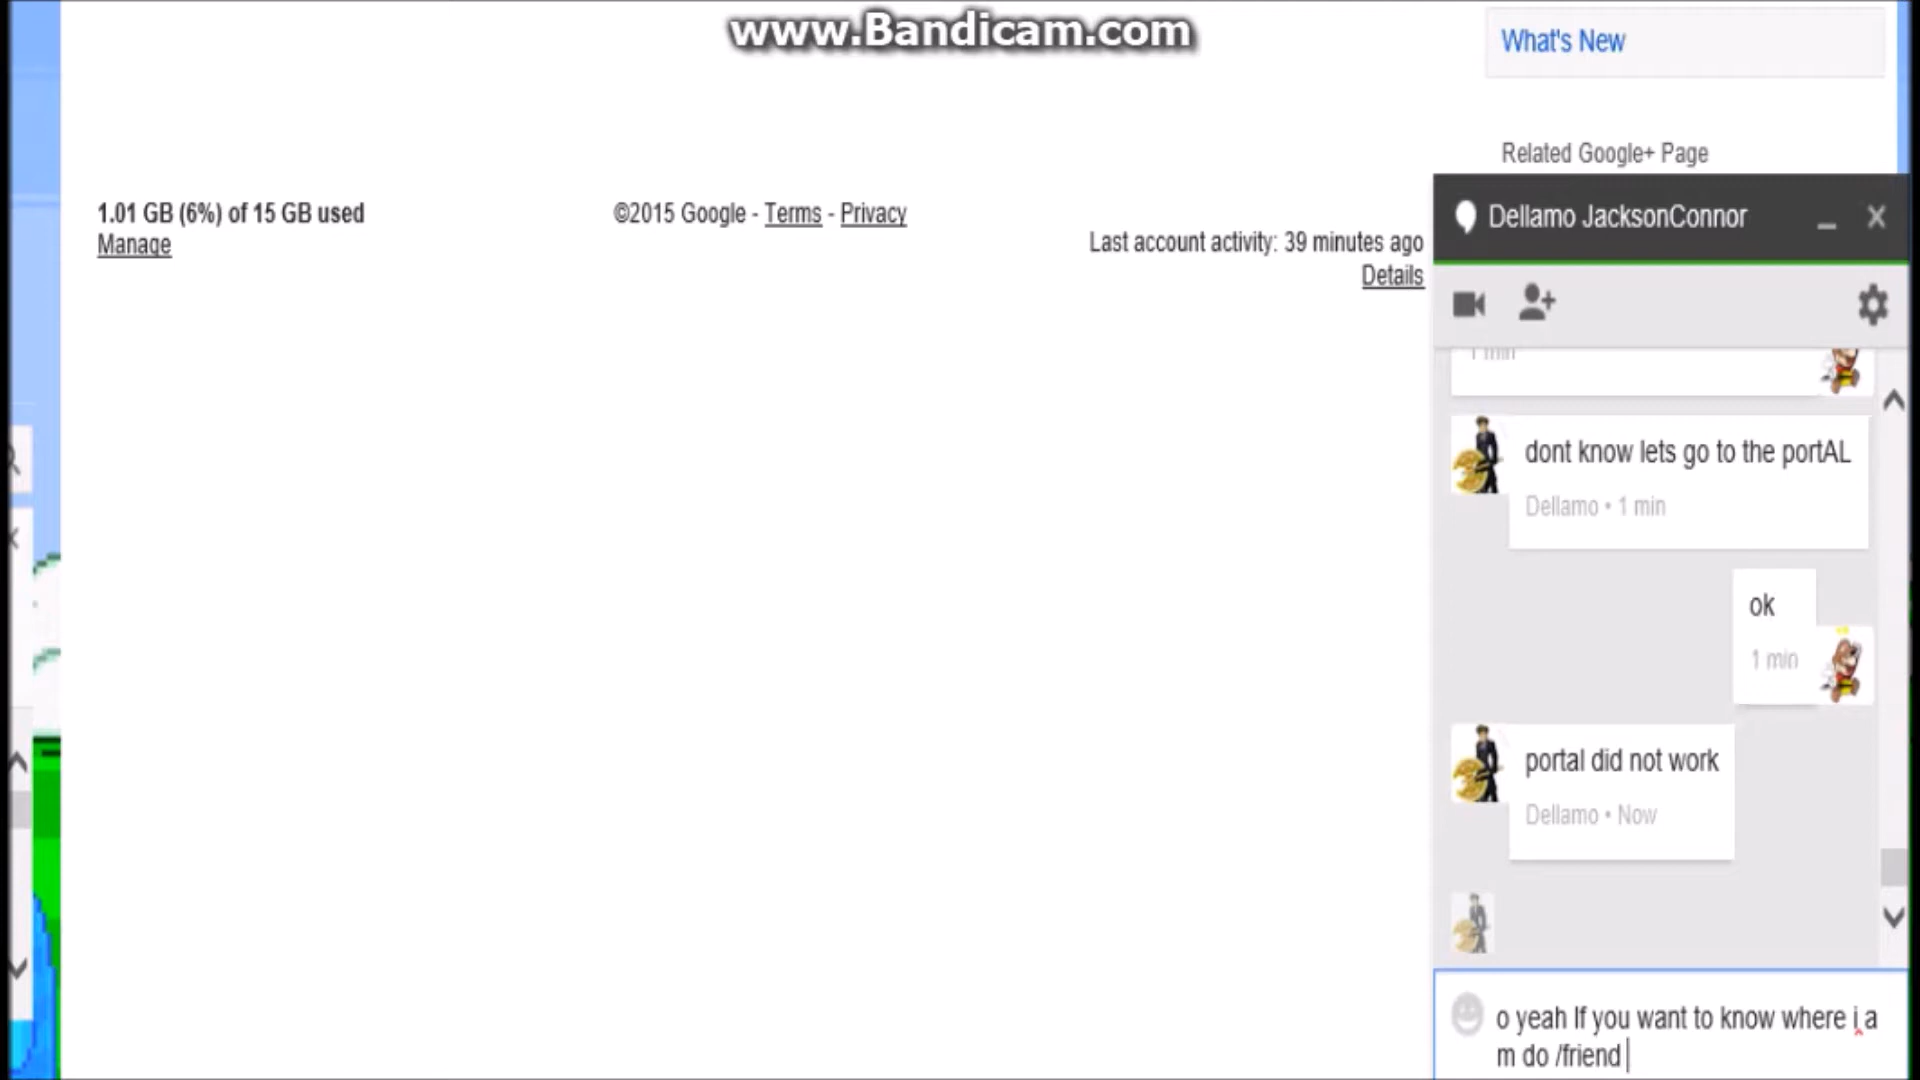 www.Bandicam.com
What's New
Related Google+ Page
1.01 GB (6%) of 15 GB used
Manage
©2015 Google - Terms - Privacy
Last account activity: 39 minutes ago
Details
Dellamo JacksonConnor
1 min
dont know lets go to the portAL
Dellamo • 1 min
ok
1 min
portal did not work
Dellamo • Now
o yeah If you want to know where i a
m do /friend